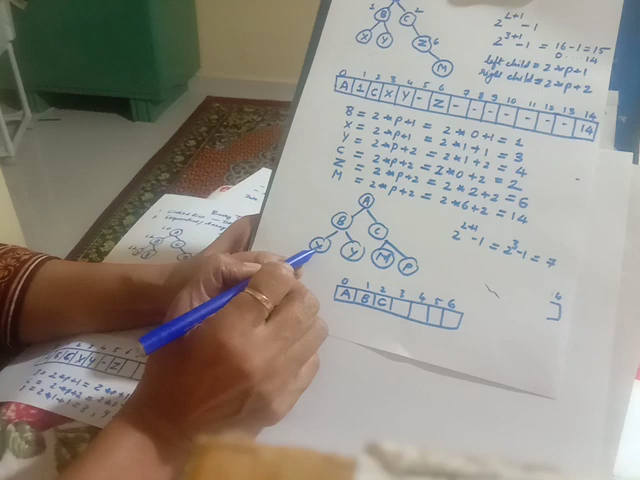 1 B C 2
X Y Z 6
M
2^L+1 - 1
2^3+1 - 1 = 16-1 = 15
0 14
left child = 2*p+1
right child = 2*p+2
0 1 2 3 4 5 6 7 8 9 10 11 12 13 14
A 1 C X Y - Z - - - - - - - 14
B = 2*p+1 = 2*0+1 = 1
X = 2*p+1 = 2*1+1 = 3
Y = 2*p+2 = 2*1+2 = 4
C = 2*p+2 = 2*0+2 = 2
Z = 2*p+2 = 2*2+2 = 6
M = 2*p+2 = 2*6+2 = 14
A
B C
X Y M P
2^2+1 - 1 = 2^3 - 1 = 7
0 1 2 3 4 5 6
A B C